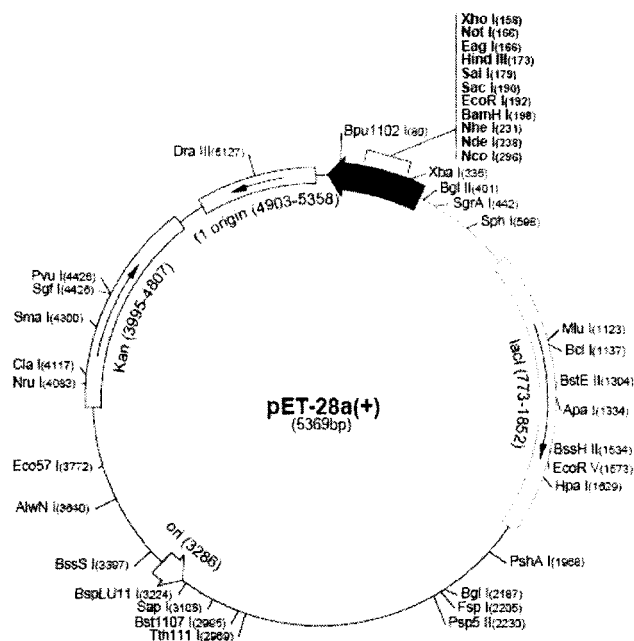 Xho I(158)
Not I(166)
Eag I(166)
Hind III(173)
Sal I(179)
Sac I(190)
EcoR I(192)
BamH I(198)
Nhe I(231)
Nde I(238)
Nco I(296)
Bpu1102 I(80)
Xba I(335)
Bgl II(401)
SgrA I(442)
Sph I(598)
Dra III(5127)
f1 origin (4903-5358)
Pvu I(4426)
Sgf I(4426)
Sma I(4300)
Kan (3995-4807)
Cla I(4117)
Nru I(4083)
Mlu I(1123)
Bcl I(1137)
lacI (773-1852)
BstE II(1304)
Apa I(1334)
pET-28a(+)
(5369bp)
BssH II(1534)
EcoR V(1573)
Hpa I(1629)
Eco57 I(3772)
AlwN I(3640)
ori (3286)
BssS I(3397)
PshA I(1968)
BspLU11 I(3224)
Sap I(3108)
Bst1107 I(2995)
Tth111 I(2969)
Bgl I(2187)
Fsp I(2205)
Psp5 II(2230)